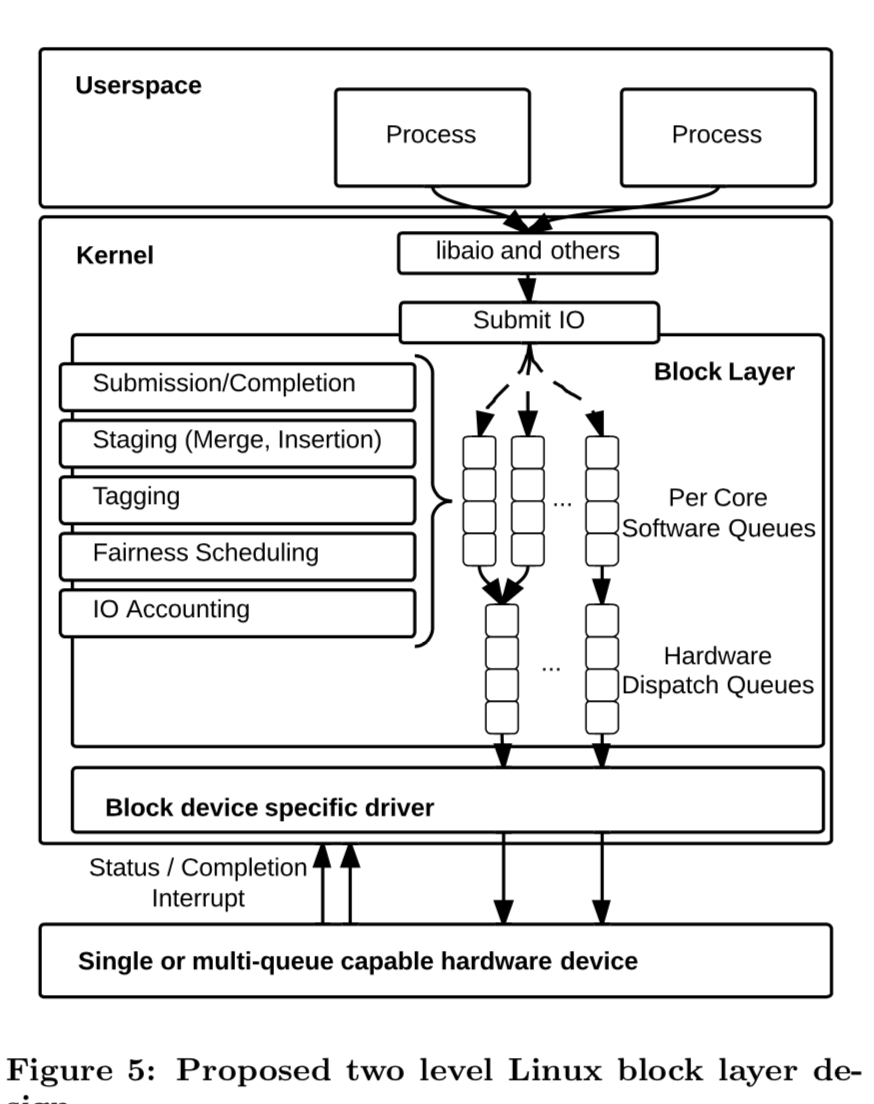 Userspace
Process
Process
Kernel
libaio and others
Submit IO
Block Layer
Submission/Completion
Staging (Merge, Insertion)
Tagging
Fairness Scheduling
IO Accounting
...
Per Core
Software Queues
...
Hardware
Dispatch Queues
Block device specific driver
Status / Completion
Interrupt
Single or multi-queue capable hardware device
Figure 5: Proposed two level Linux block layer de-
sign